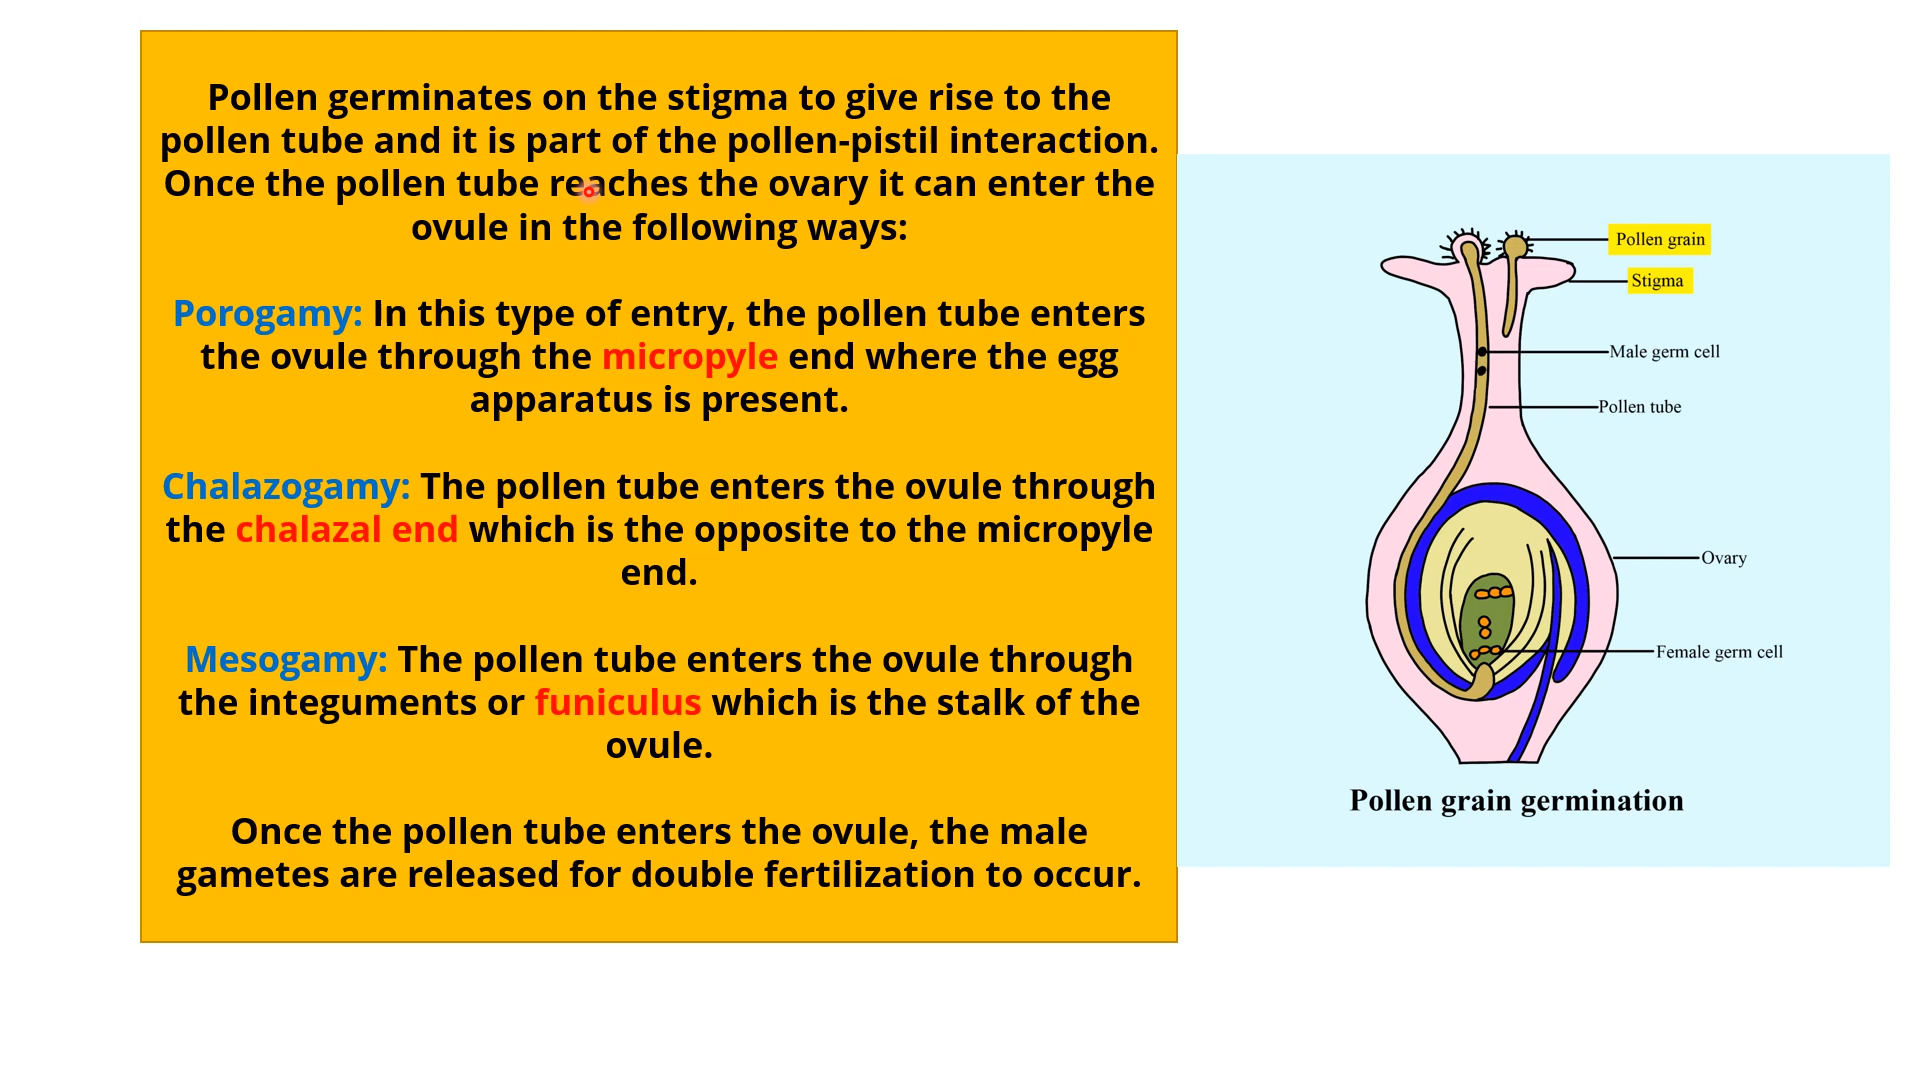 Pollen germinates on the stigma to give rise to the
pollen tube and it is part of the pollen-pistil interaction.
Once the pollen tube reaches the ovary it can enter the
ovule in the following ways:
Porogamy: In this type of entry, the pollen tube enters
the ovule through the micropyle end where the egg
apparatus is present.
Chalazogamy: The pollen tube enters the ovule through
the chalazal end which is the opposite to the micropyle
end.
Mesogamy: The pollen tube enters the ovule through
the integuments or funiculus which is the stalk of the
ovule.
Once the pollen tube enters the ovule, the male
gametes are released for double fertilization to occur.
Pollen grain
Stigma
Male germ cell
Pollen tube
Ovary
Female germ cell
Pollen grain germination